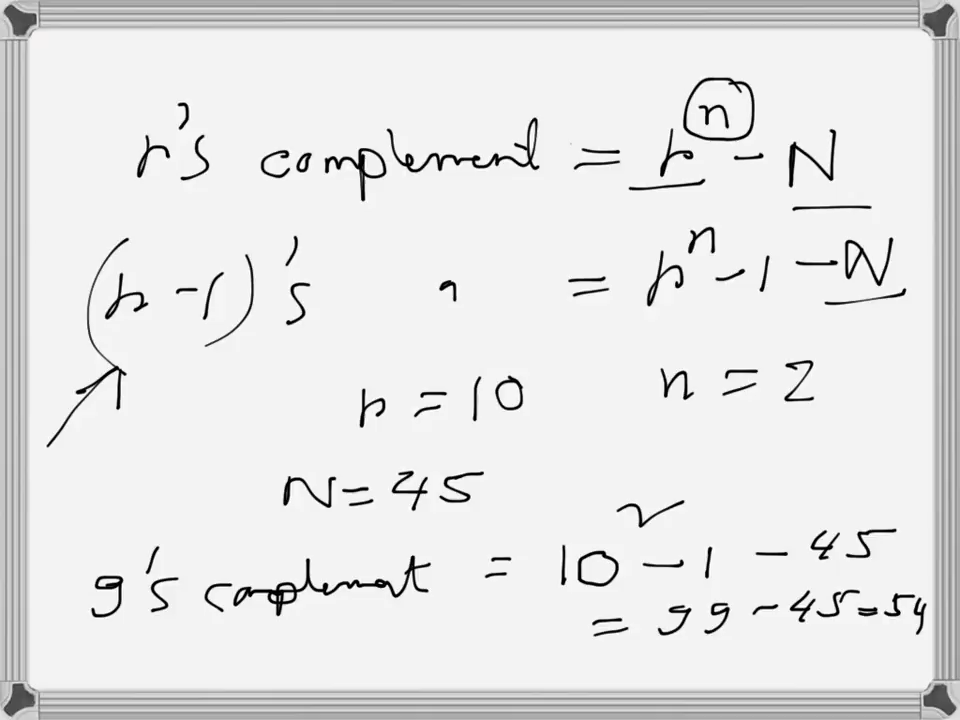 r's complement = r^n - N
(r - 1)'s " = r^n - 1 - N
r = 10 n = 2
N = 45
9's complement = 10^2 - 1 - 45
= 99 - 45 = 54